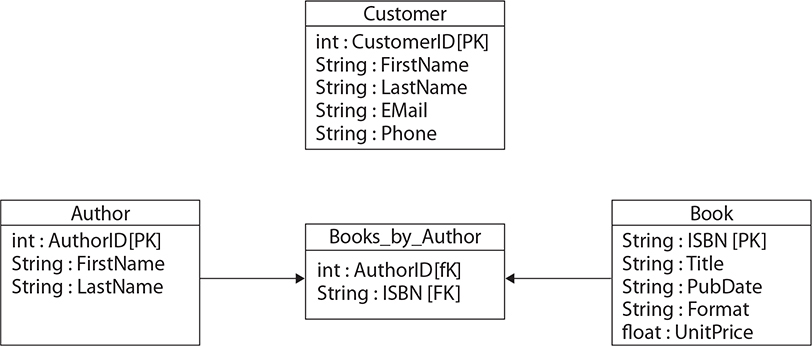 Customer
int : CustomerID[PK]
String : FirstName
String : LastName
String : EMail
String : Phone
Author
int : AuthorID[PK]
String : FirstName
String : LastName
Books_by_Author
int : AuthorID[fK]
String : ISBN [FK]
Book
String : ISBN [PK]
String : Title
String : PubDate
String : Format
float : UnitPrice